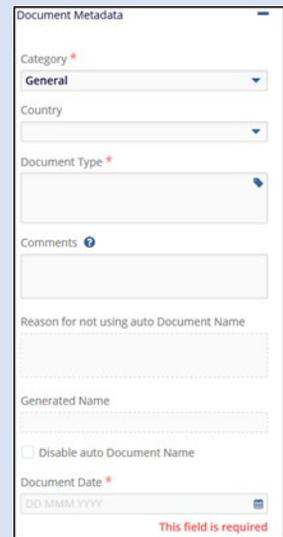 Document Metadata
Category *
General
Country
Document Type *
Comments ?
Reason for not using auto Document Name
Generated Name
Disable auto Document Name
Document Date *
DD MMM YYYY
This field is required